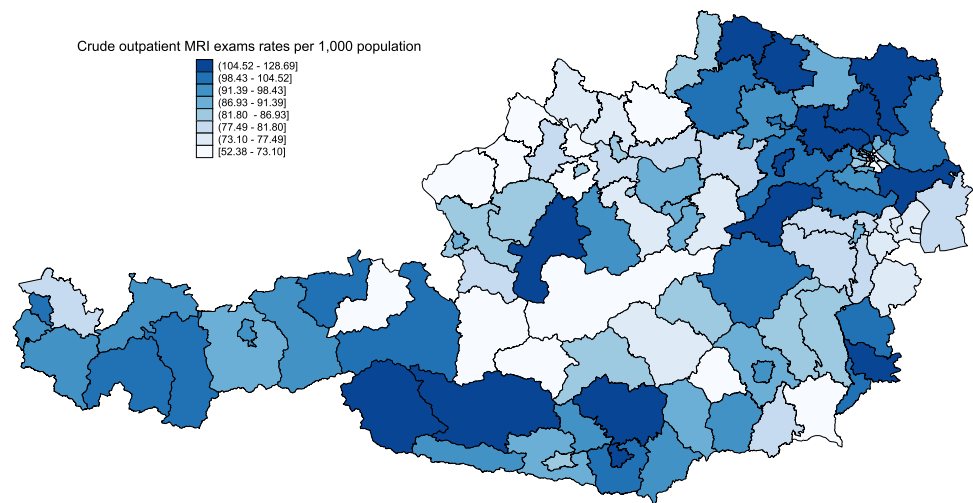 Crude outpatient MRI exams rates per 1,000 population
(104.52 - 128.69]
(98.43 - 104.52]
(91.39 - 98.43]
(86.93 - 91.39]
(81.80 - 86.93]
(77.49 - 81.80]
(73.10 - 77.49]
[52.38 - 73.10]